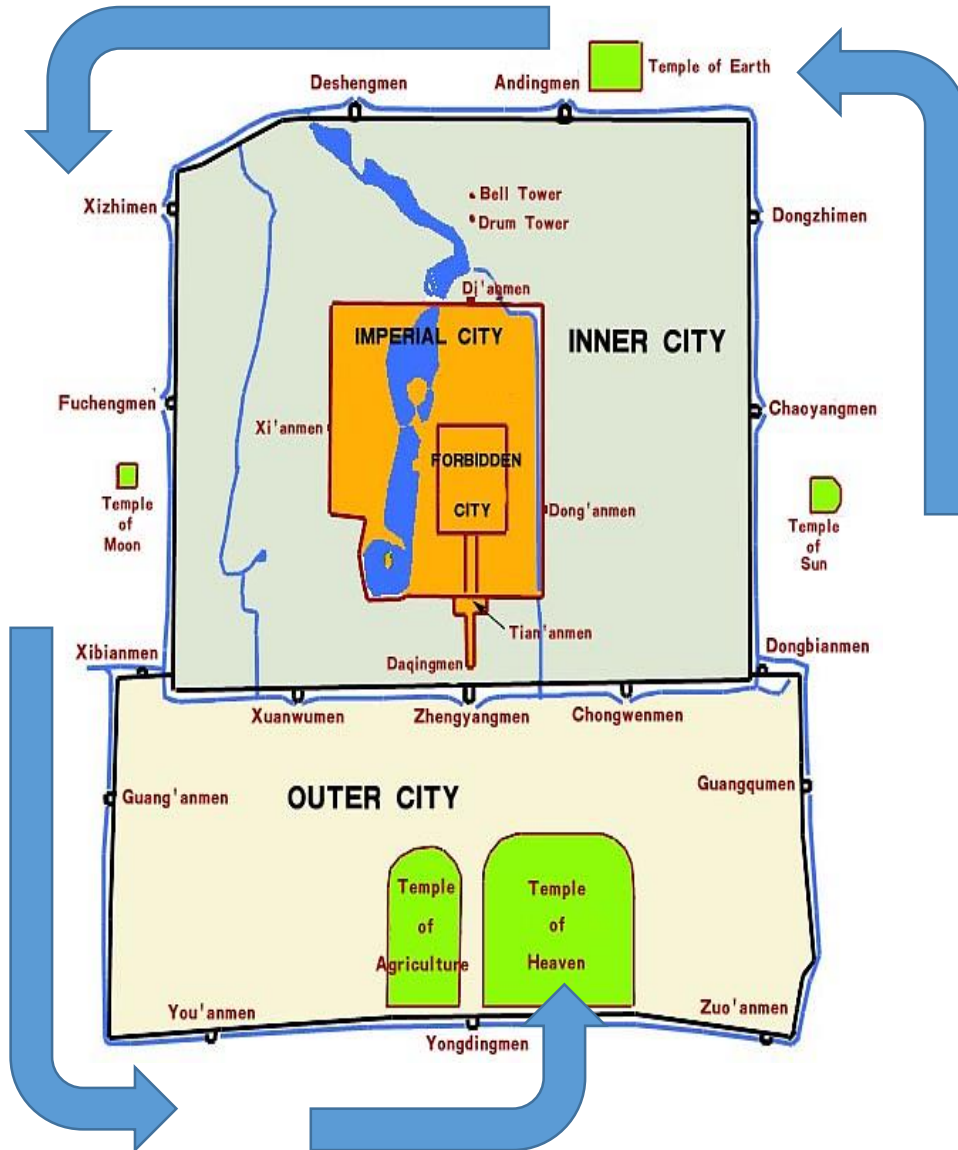 Temple of Earth
Deshengmen
Andingmen
Bell Tower
Drum Tower
Xizhimen
Dongzhimen
Di'anmen
IMPERIAL CITY
INNER CITY
Fuchengmen
Chaoyangmen
Xi'anmen
FORBIDDEN
CITY
Dong'anmen
Temple
of
Moon
Temple
of
Sun
Tian'anmen
Xibianmen
Daqingmen
Dongbianmen
Xuanwumen
Zhengyangmen
Chongwenmen
Guang'anmen
OUTER CITY
Guangqumen
Temple
of
Agriculture
Temple
of
Heaven
You'anmen
Yongdingmen
Zuo'anmen